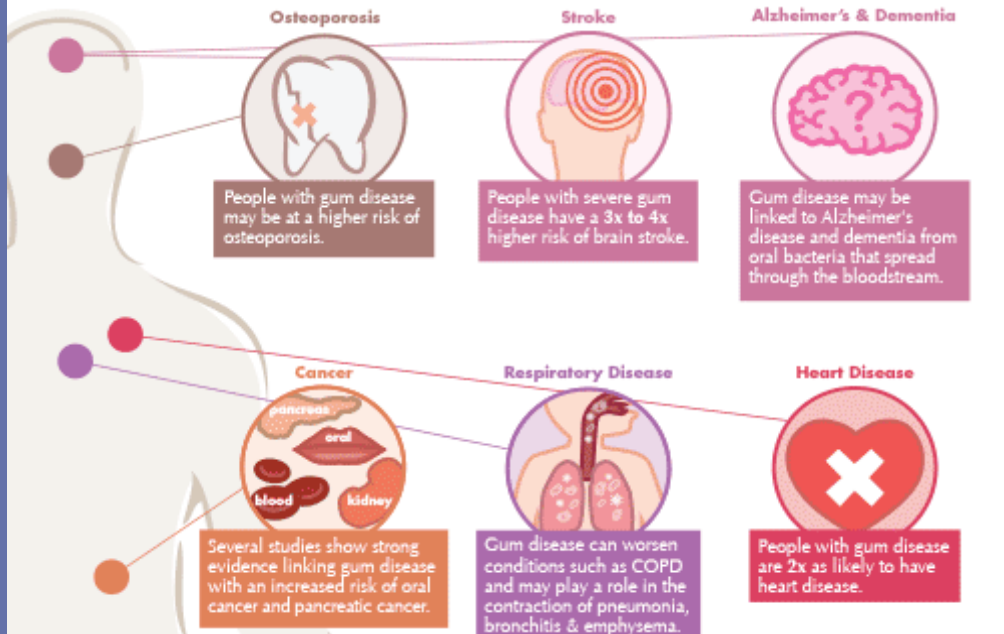 Osteoporosis
Stroke
Alzheimer's & Dementia
?
People with gum disease
may be at a higher risk of
osteoporosis.
People with severe gum
disease have a 3x to 4x
higher risk of brain stroke.
Gum disease may be
linked to Alzheimer's
disease and dementia from
oral bacteria that spread
through the bloodstream.
Cancer
Respiratory Disease
Heart Disease
pancreas
oral
blood
kidney
Several studies show strong
evidence linking gum disease
with an increased risk of oral
cancer and pancreatic cancer.
Gum disease can worsen
conditions such as COPD
and may play a role in the
contraction of pneumonia,
bronchitis & emphysema.
People with gum disease
are 2x as likely to have
heart disease.